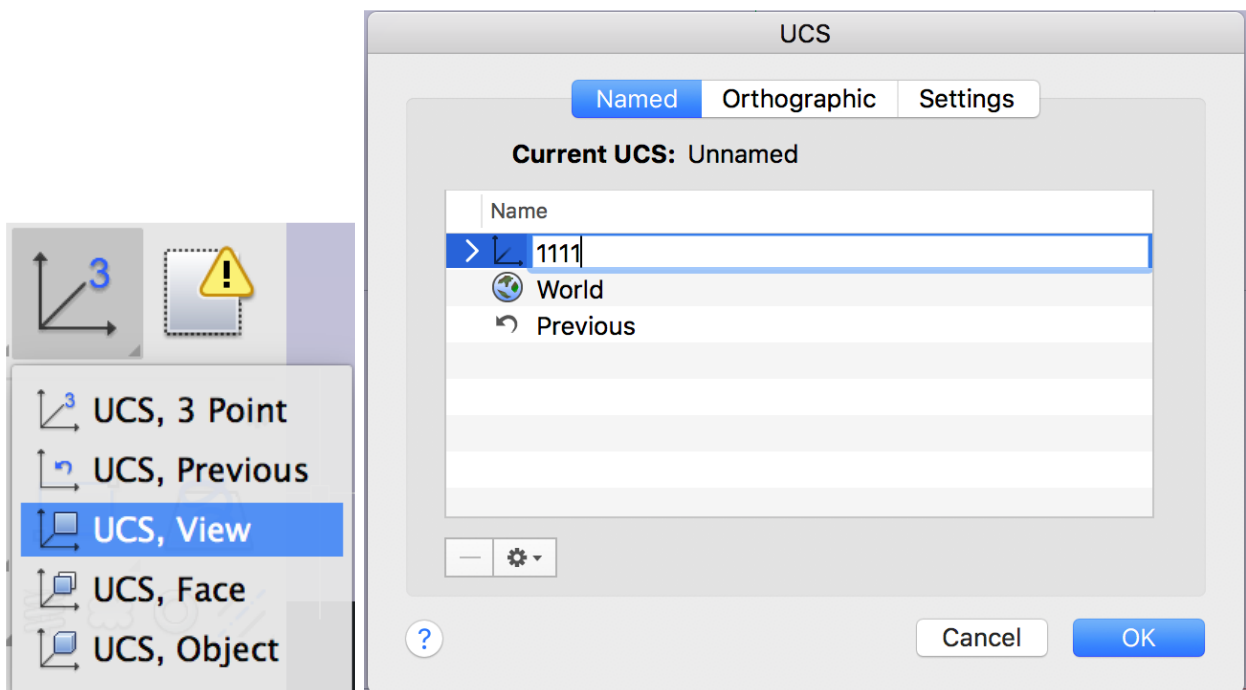 3
UCS, 3 Point
UCS, Previous
UCS, View
UCS, Face
UCS, Object
UCS
Named Orthographic Settings
Current UCS: Unnamed
Name
1111
World
Previous
?
Cancel OK